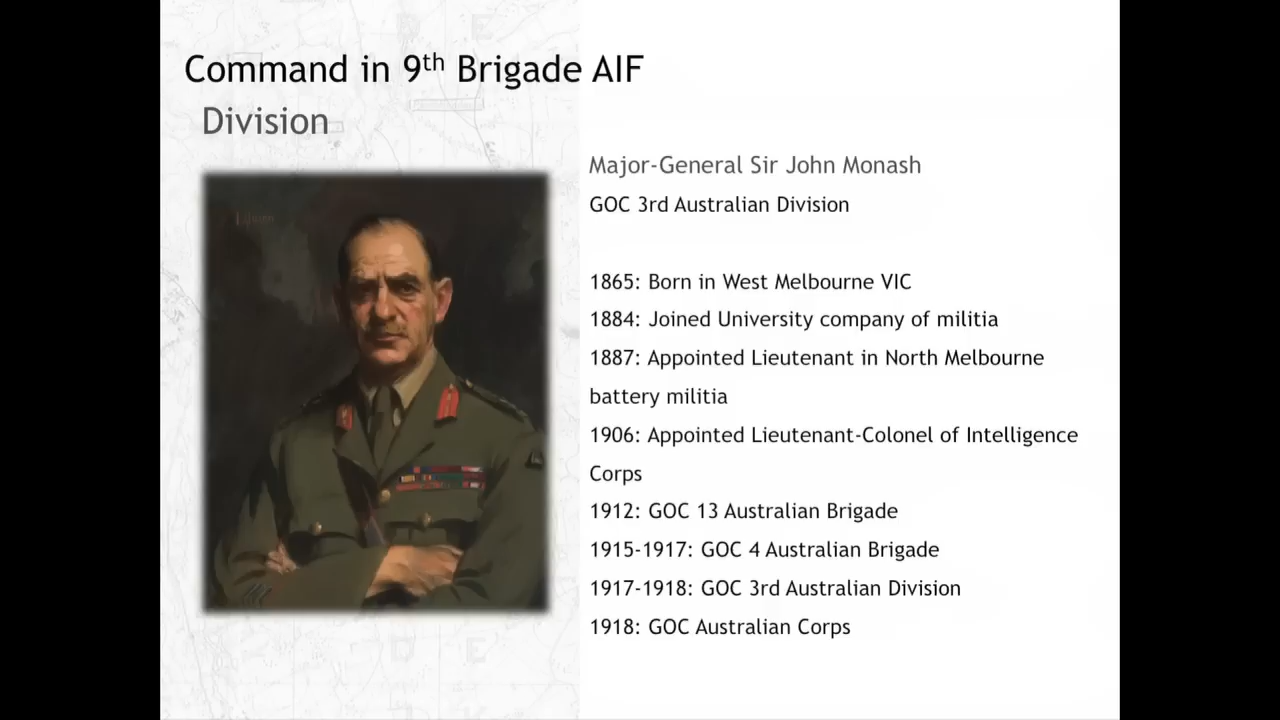 Command in 9th Brigade AIF
Division
Major-General Sir John Monash
GOC 3rd Australian Division
1865: Born in West Melbourne VIC
1884: Joined University company of militia
1887: Appointed Lieutenant in North Melbourne
battery militia
1906: Appointed Lieutenant-Colonel of Intelligence
Corps
1912: GOC 13 Australian Brigade
1915-1917: GOC 4 Australian Brigade
1917-1918: GOC 3rd Australian Division
1918: GOC Australian Corps